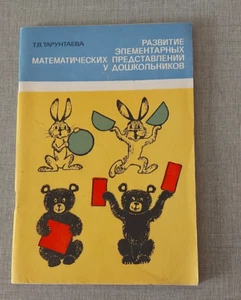 Т.В. ТАРУНТАЕВА
РАЗВИТИЕ
ЭЛЕМЕНТАРНЫХ
МАТЕМАТИЧЕСКИХ ПРЕДСТАВЛЕНИЙ
У ДОШКОЛЬНИКОВ